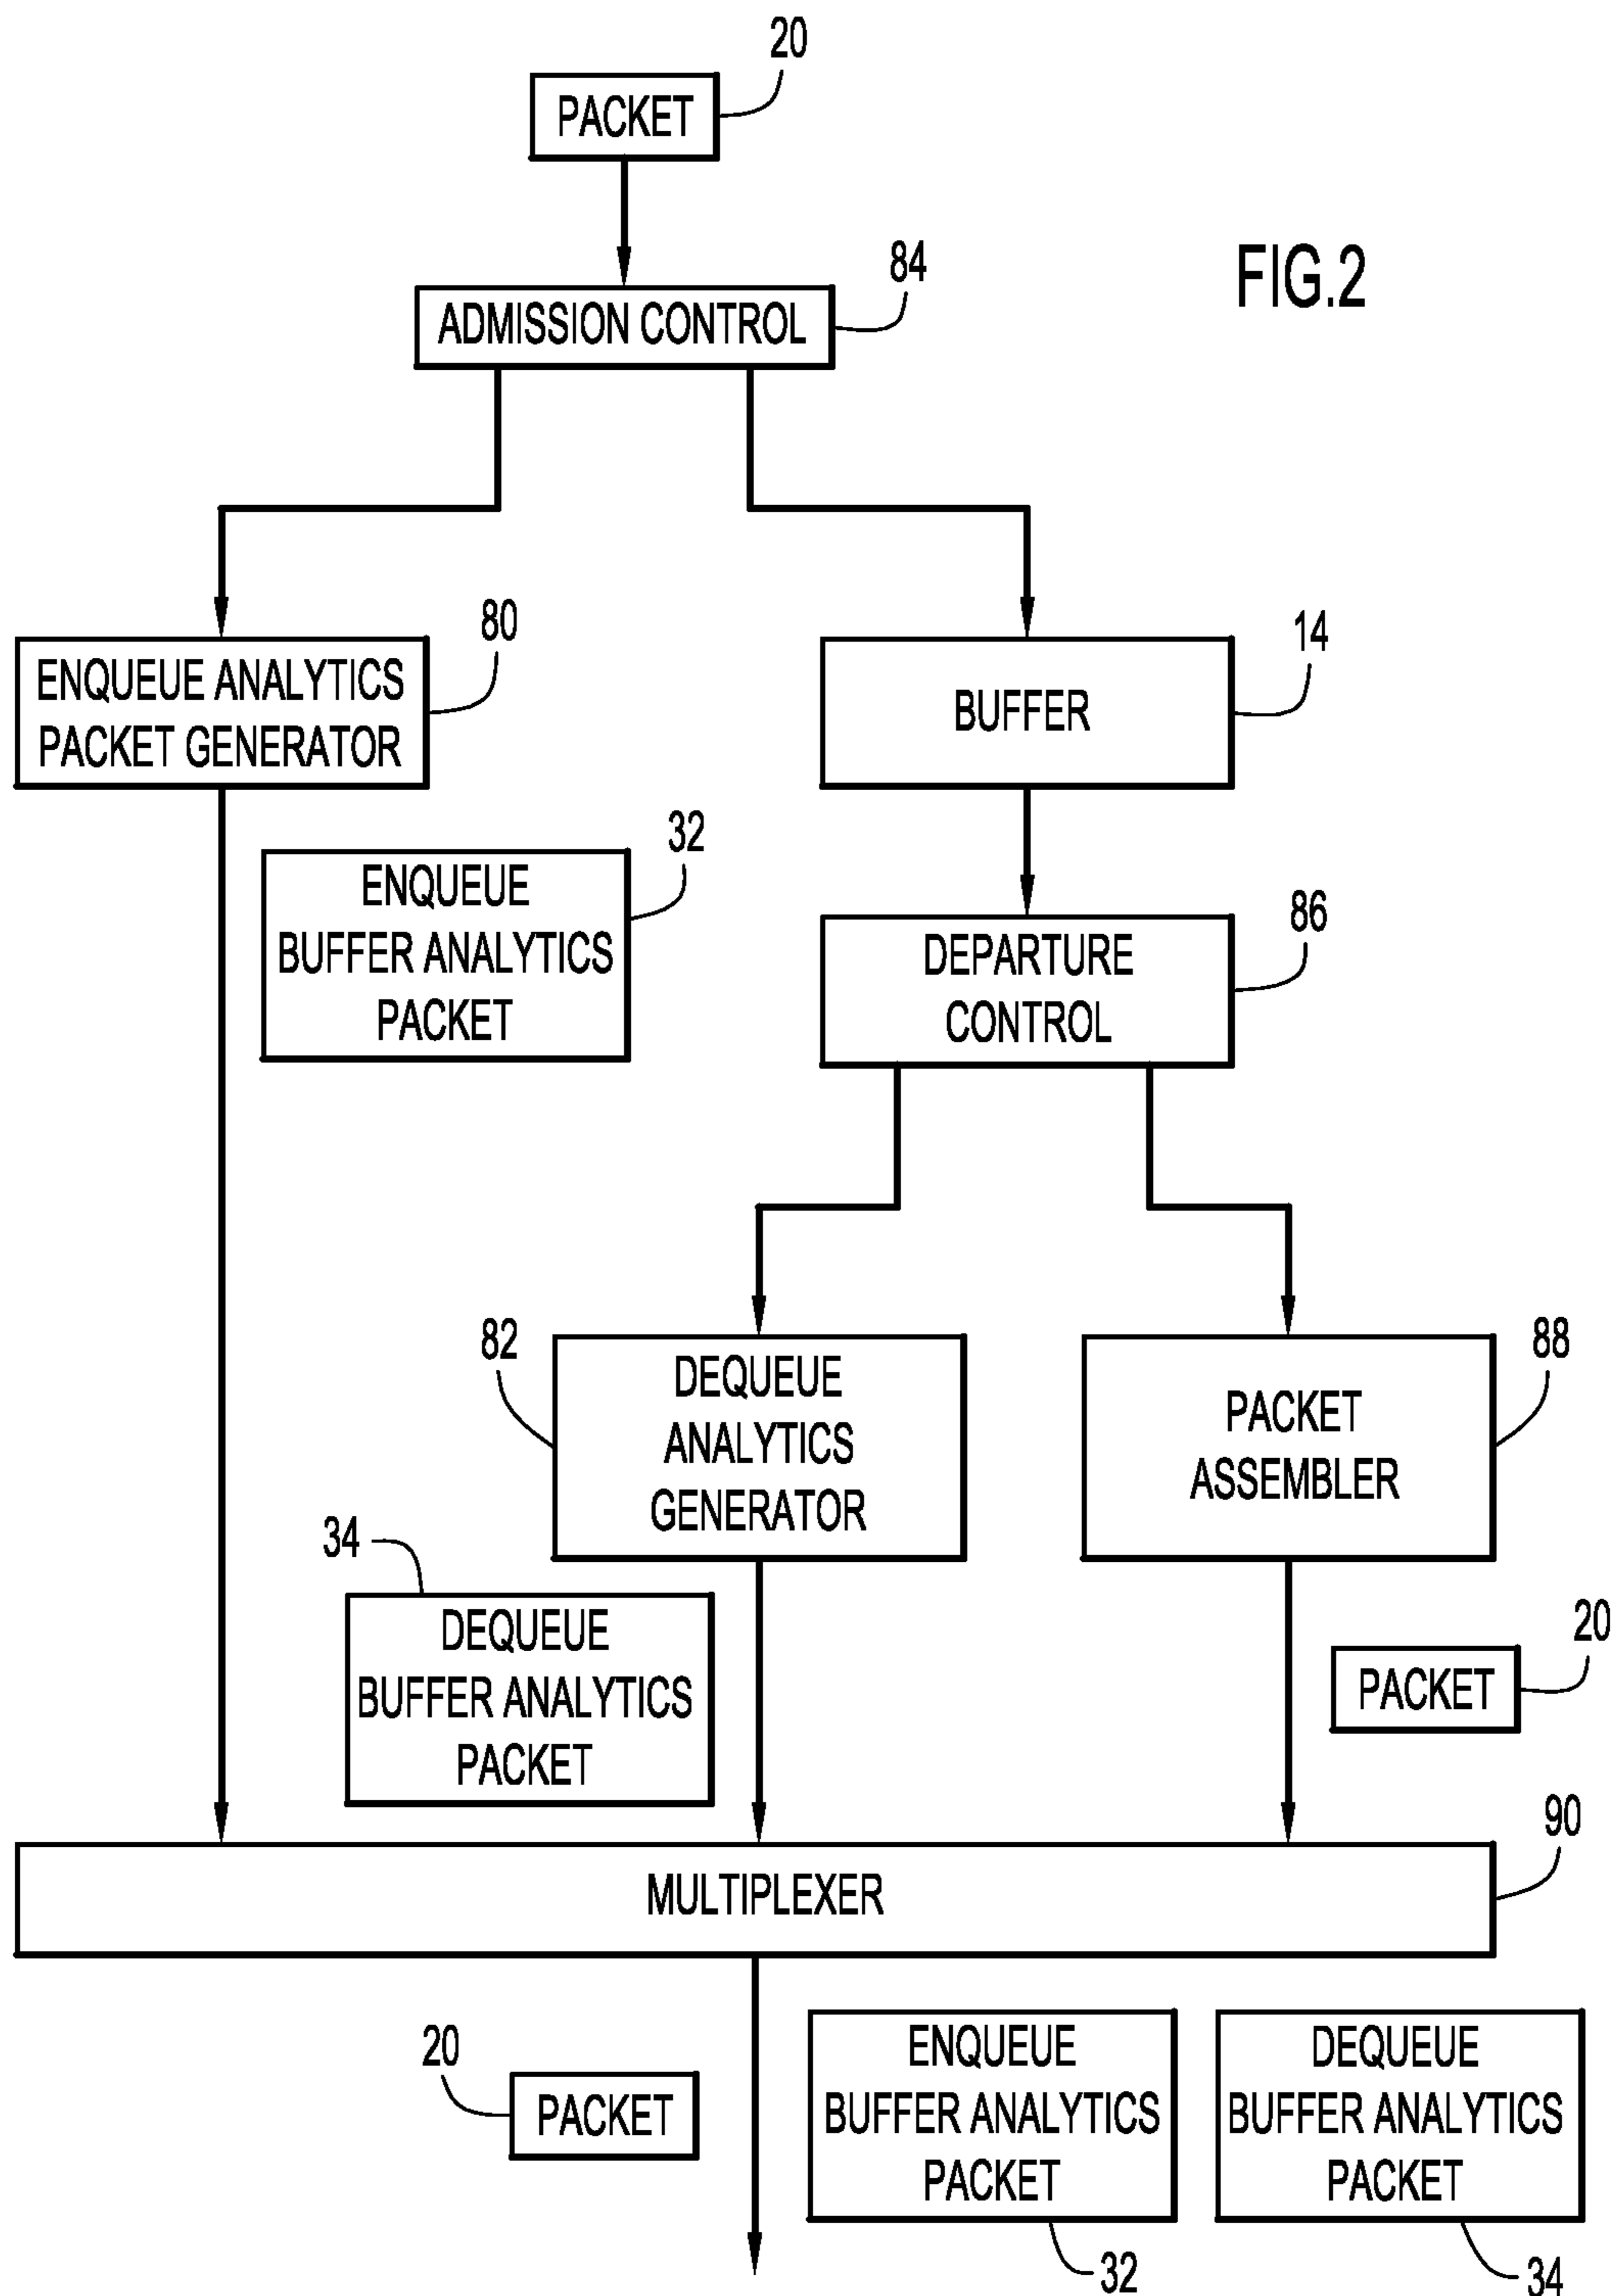 20
PACKET
FIG.2
84
ADMISSION CONTROL
80
ENQUEUE ANALYTICS
PACKET GENERATOR
14
BUFFER
32
ENQUEUE
BUFFER ANALYTICS
PACKET
86
DEPARTURE
CONTROL
82
DEQUEUE
ANALYTICS
GENERATOR
88
PACKET
ASSEMBLER
34
DEQUEUE
BUFFER ANALYTICS
PACKET
20
PACKET
90
MULTIPLEXER
20
PACKET
ENQUEUE
BUFFER ANALYTICS
PACKET
32
DEQUEUE
BUFFER ANALYTICS
PACKET
34